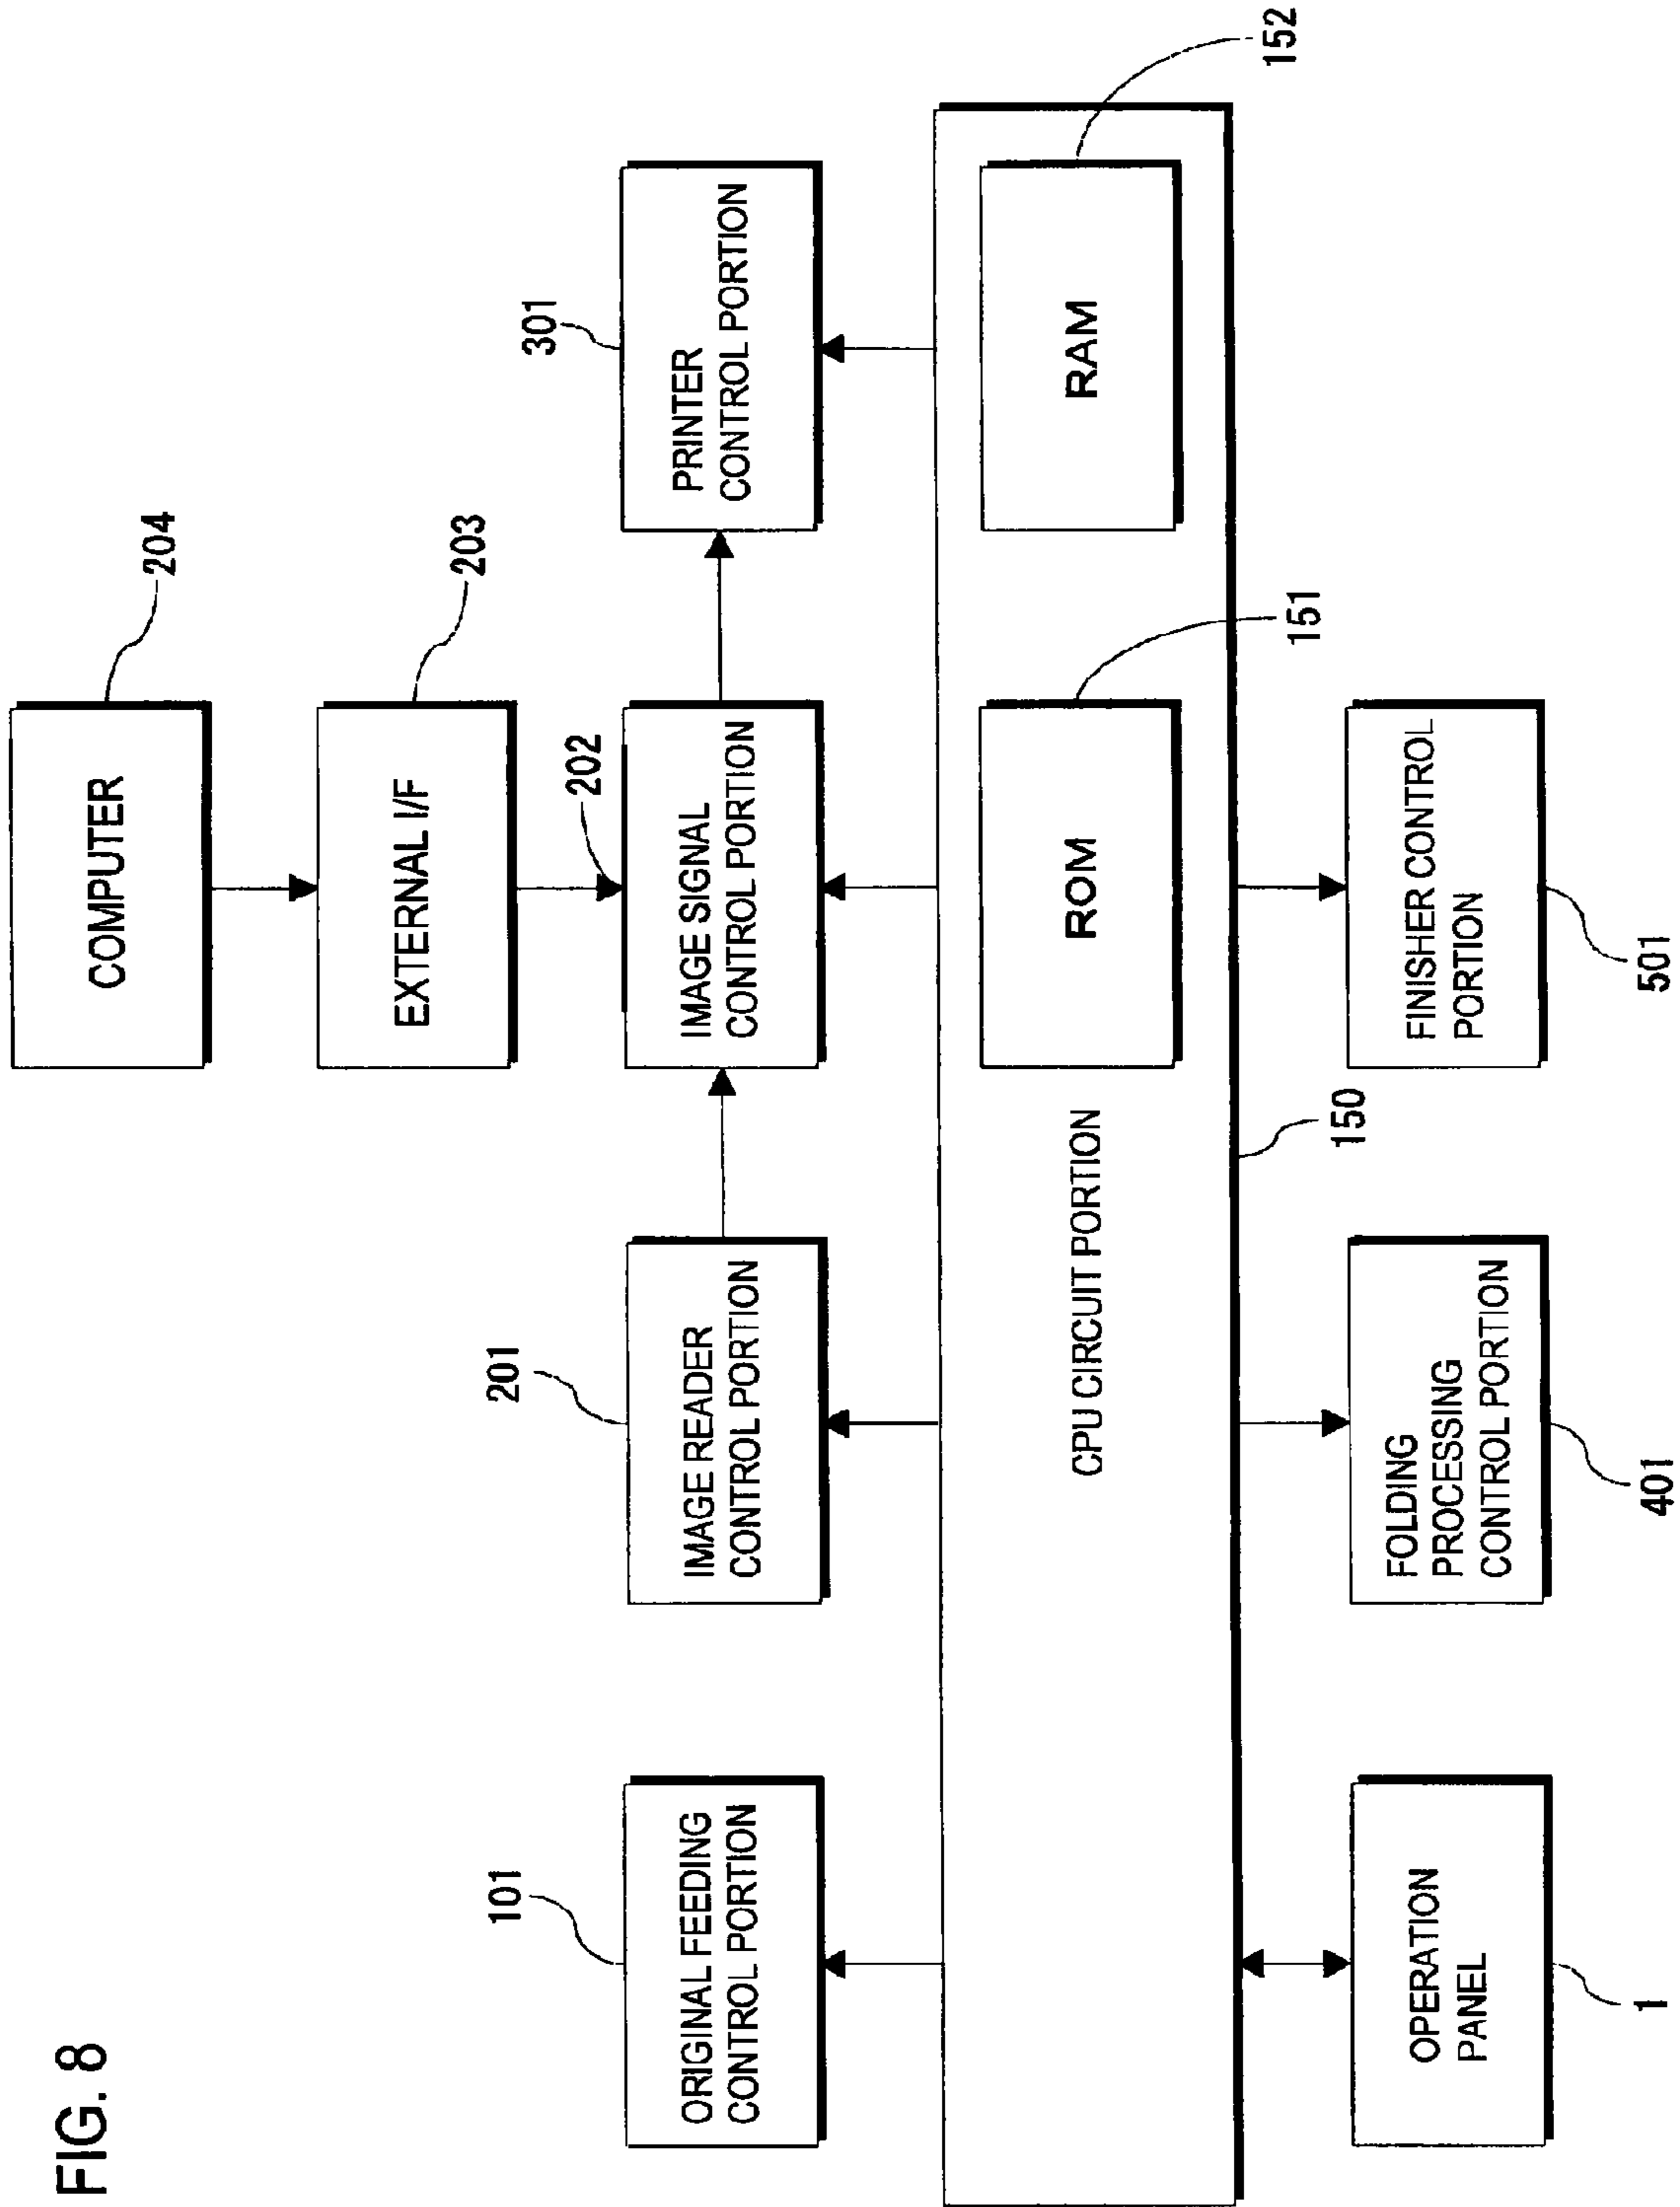 FIG. 8
COMPUTER
204
EXTERNAL I/F
203
202
101
ORIGINAL FEEDING
CONTROL PORTION
201
IMAGE READER
CONTROL PORTION
IMAGE SIGNAL
CONTROL PORTION
301
PRINTER
CONTROL PORTION
CPU CIRCUIT PORTION
ROM
RAM
152
151
150
OPERATION
PANEL
1
FOLDING
PROCESSING
CONTROL PORTION
401
FINISHER CONTROL
PORTION
501